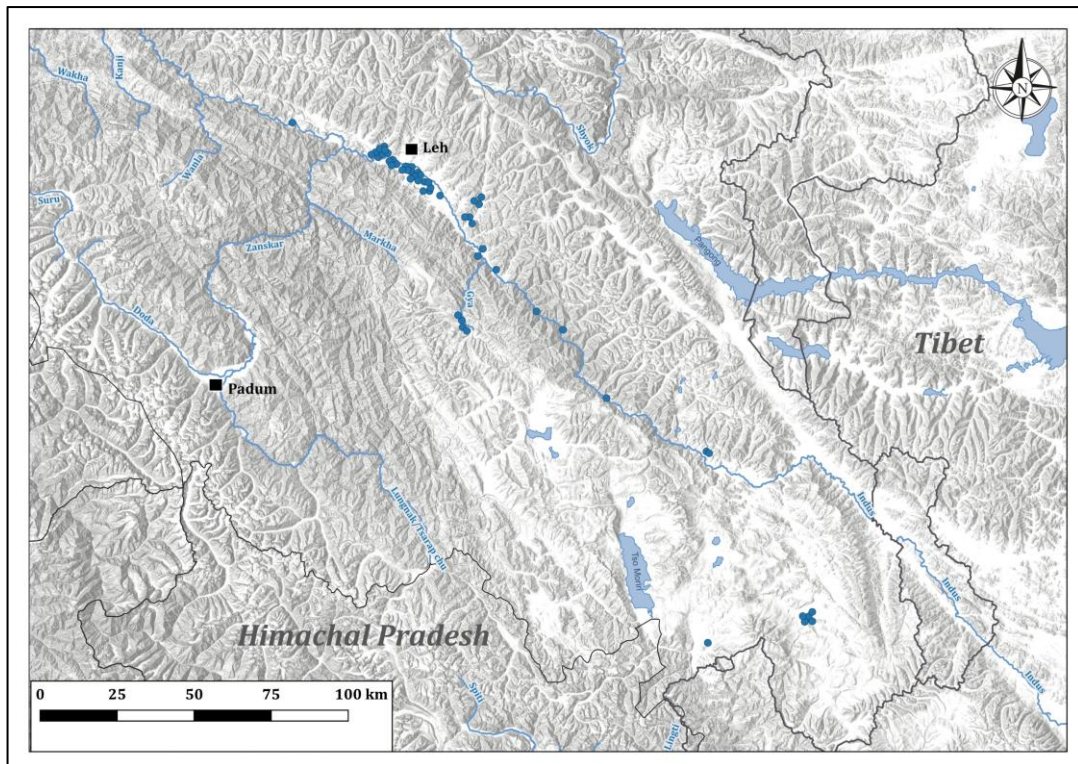 N
Wakha
Kanji
Shyok
Leh
Wanla
Suru
Zanskar
Markha
Pangong
Gya
Doda
Tibet
Padum
Lungnak/Tsarap chu
Indus
Tso Moriri
Indus
Himachal Pradesh
Indus
Spiti
Lingti
0 25 50 75 100 km